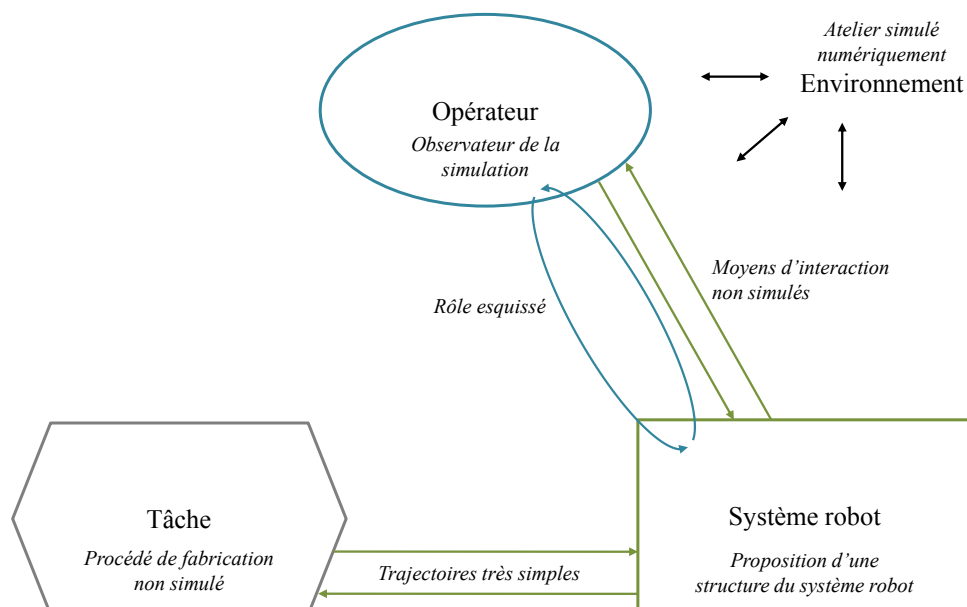 Atelier simulé
numériquement
Environnement
Opérateur
Observateur de la
simulation
Moyens d’interaction
non simulés
Rôle esquissé
Tâche
Procédé de fabrication
non simulé
Trajectoires très simples
Système robot
Proposition d’une
structure du système robot